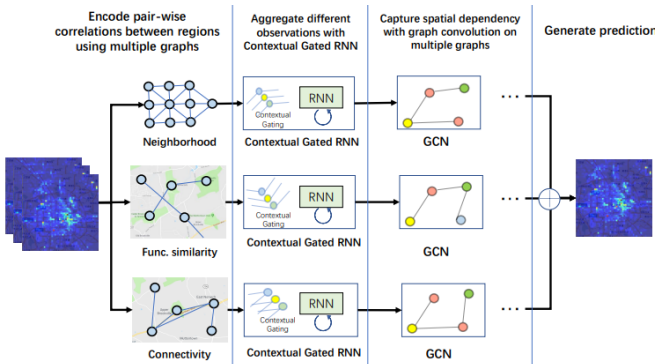 Encode pair-wise
correlations between regions
using multiple graphs
Aggregate different
observations with
Contextual Gated RNN
Capture spatial dependency
with graph convolution on
multiple graphs
Generate prediction
Neighborhood
Contextual
Gating
RNN
Contextual Gated RNN
GCN
...
...
Func. similarity
Contextual
Gating
RNN
Contextual Gated RNN
GCN
...
...
Connectivity
Contextual
Gating
RNN
Contextual Gated RNN
GCN
...
...